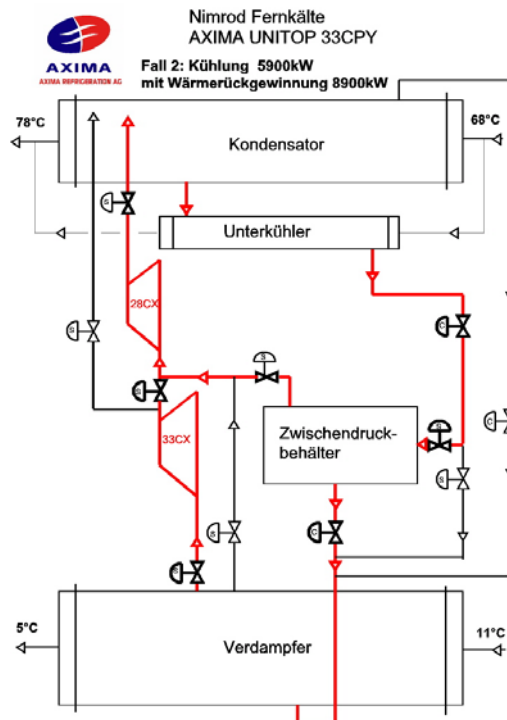 Nimrod Fernkälte
AXIMA UNITOP 33CPY
AXIMA
AXIMA REFRIGERATION AG
Fall 2: Kühlung 5900kW
mit Wärmerückgewinnung 8900kW
78°C
68°C
Kondensator
S
Unterkühler
28CX
S
C
S
S
C
33CX
Zwischendruck-
behälter
S
S
S
C
S
5°C
11°C
Verdampfer